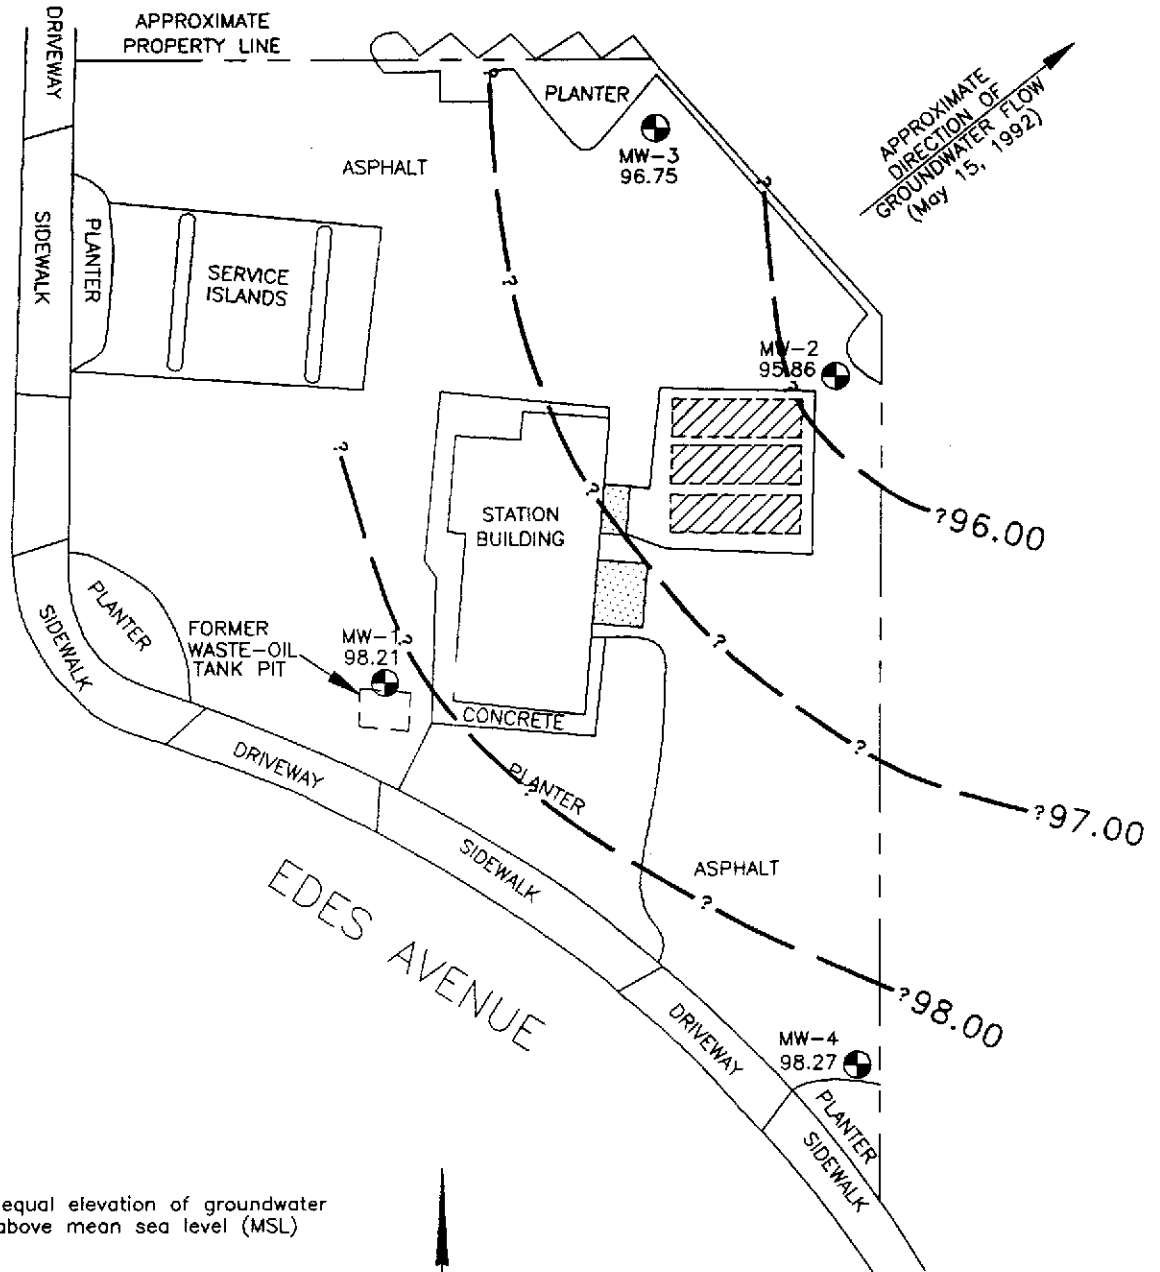 DRIVEWAY
APPROXIMATE
PROPERTY LINE
PLANTER
APPROXIMATE
DIRECTION OF
GROUNDWATER FLOW
(May 15, 1992)
MW-3
96.75
ASPHALT
?
SIDEWALK
PLANTER
SERVICE
ISLANDS
?
MW-2
95.86
?
?
?
STATION
BUILDING
?96.00
PLANTER
SIDEWALK
FORMER
WASTE-OIL
TANK PIT
MW-1
98.21
?
?
CONCRETE
DRIVEWAY
PLANTER
?
?
?97.00
SIDEWALK
ASPHALT
?
EDES AVENUE
?98.00
DRIVEWAY
MW-4
98.27
PLANTER
SIDEWALK
equal elevation of groundwater
above mean sea level (MSL)